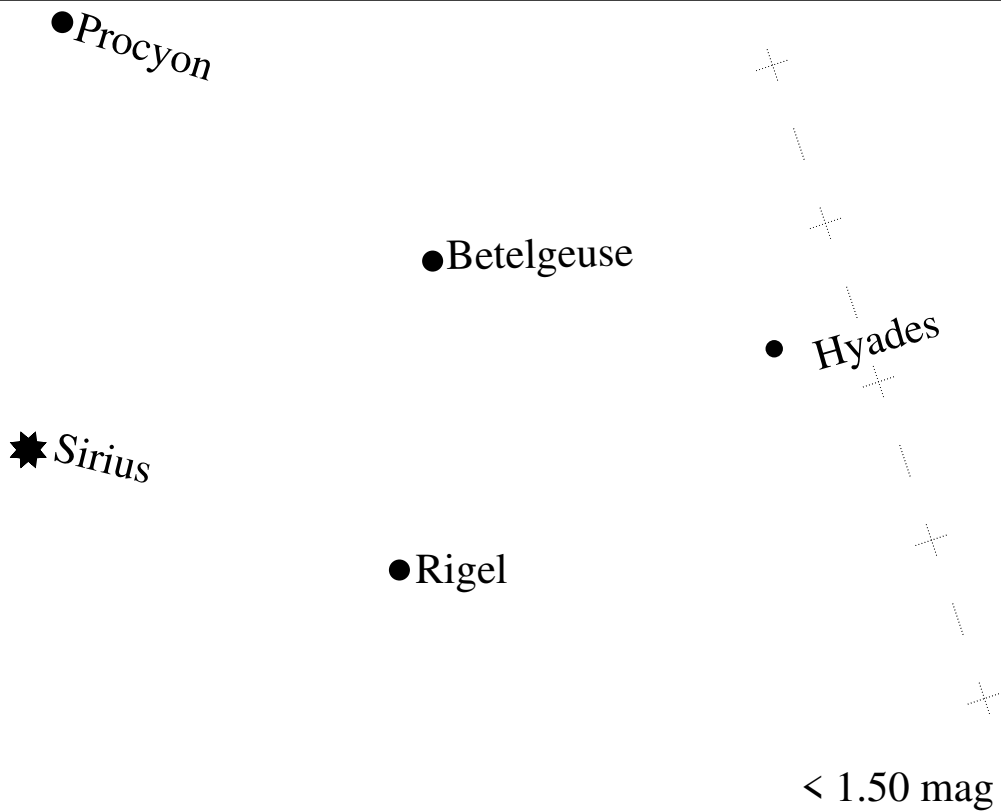 Procyon
Betelgeuse
Hyades
Sirius
Rigel
< 1.50 mag